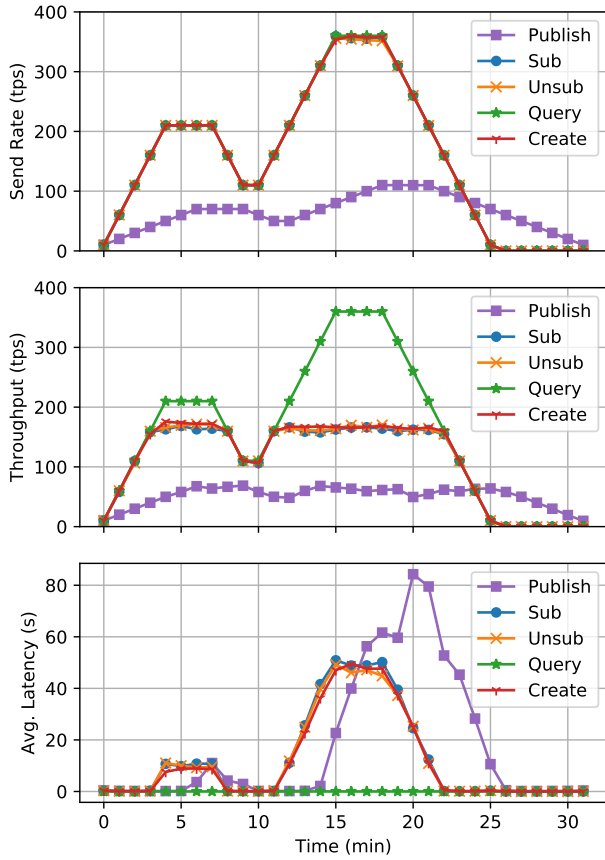 400
300
200
100
0
Send Rate (tps)
Publish
Sub
Unsub
Query
Create
400
300
200
100
0
Throughput (tps)
Publish
Sub
Unsub
Query
Create
80
60
40
20
0
Avg. Latency (s)
Publish
Sub
Unsub
Query
Create
0 5 10 15 20 25 30
Time (min)